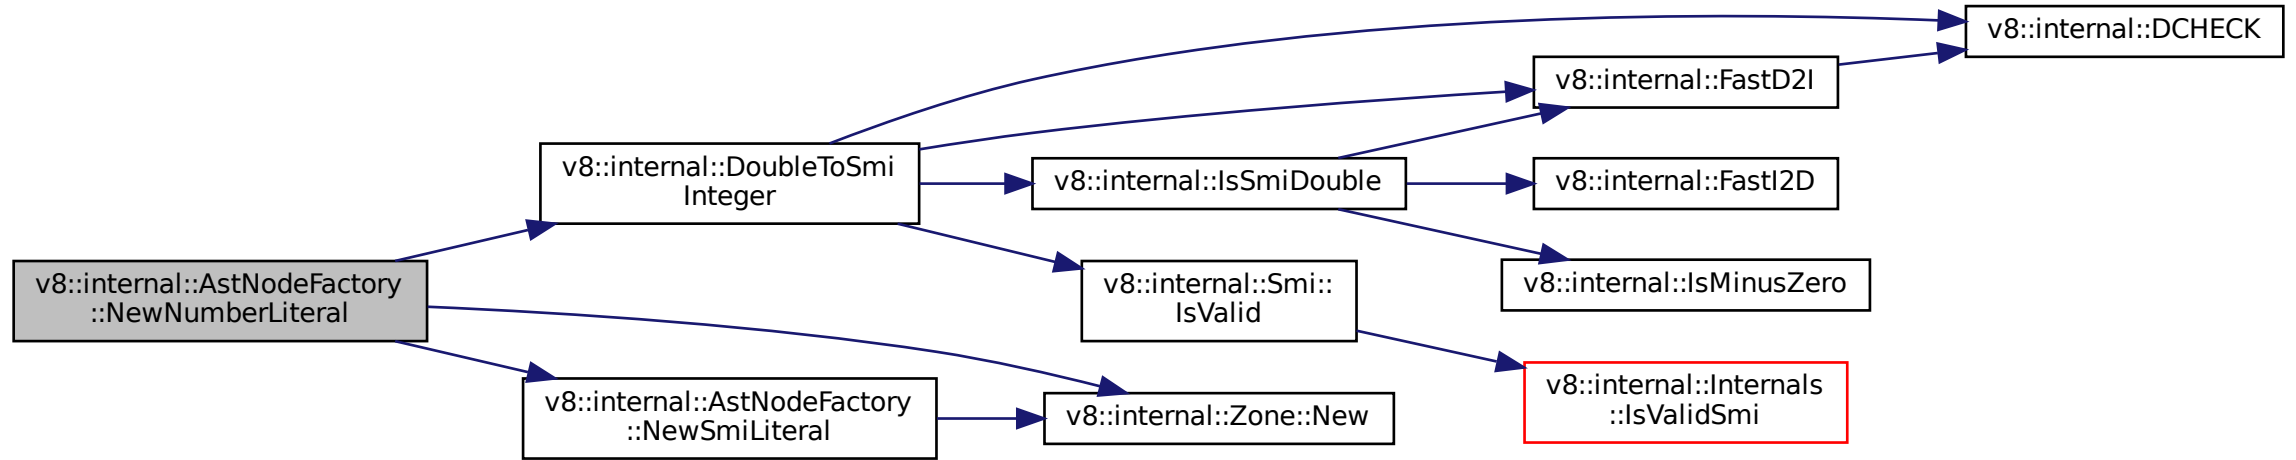 v8::internal::AstNodeFactory
::NewNumberLiteral
v8::internal::DoubleToSmi
Integer
v8::internal::AstNodeFactory
::NewSmiLiteral
v8::internal::IsSmiDouble
v8::internal::Smi::
IsValid
v8::internal::Zone::New
v8::internal::FastD2I
v8::internal::FastI2D
v8::internal::IsMinusZero
v8::internal::Internals
::IsValidSmi
v8::internal::DCHECK